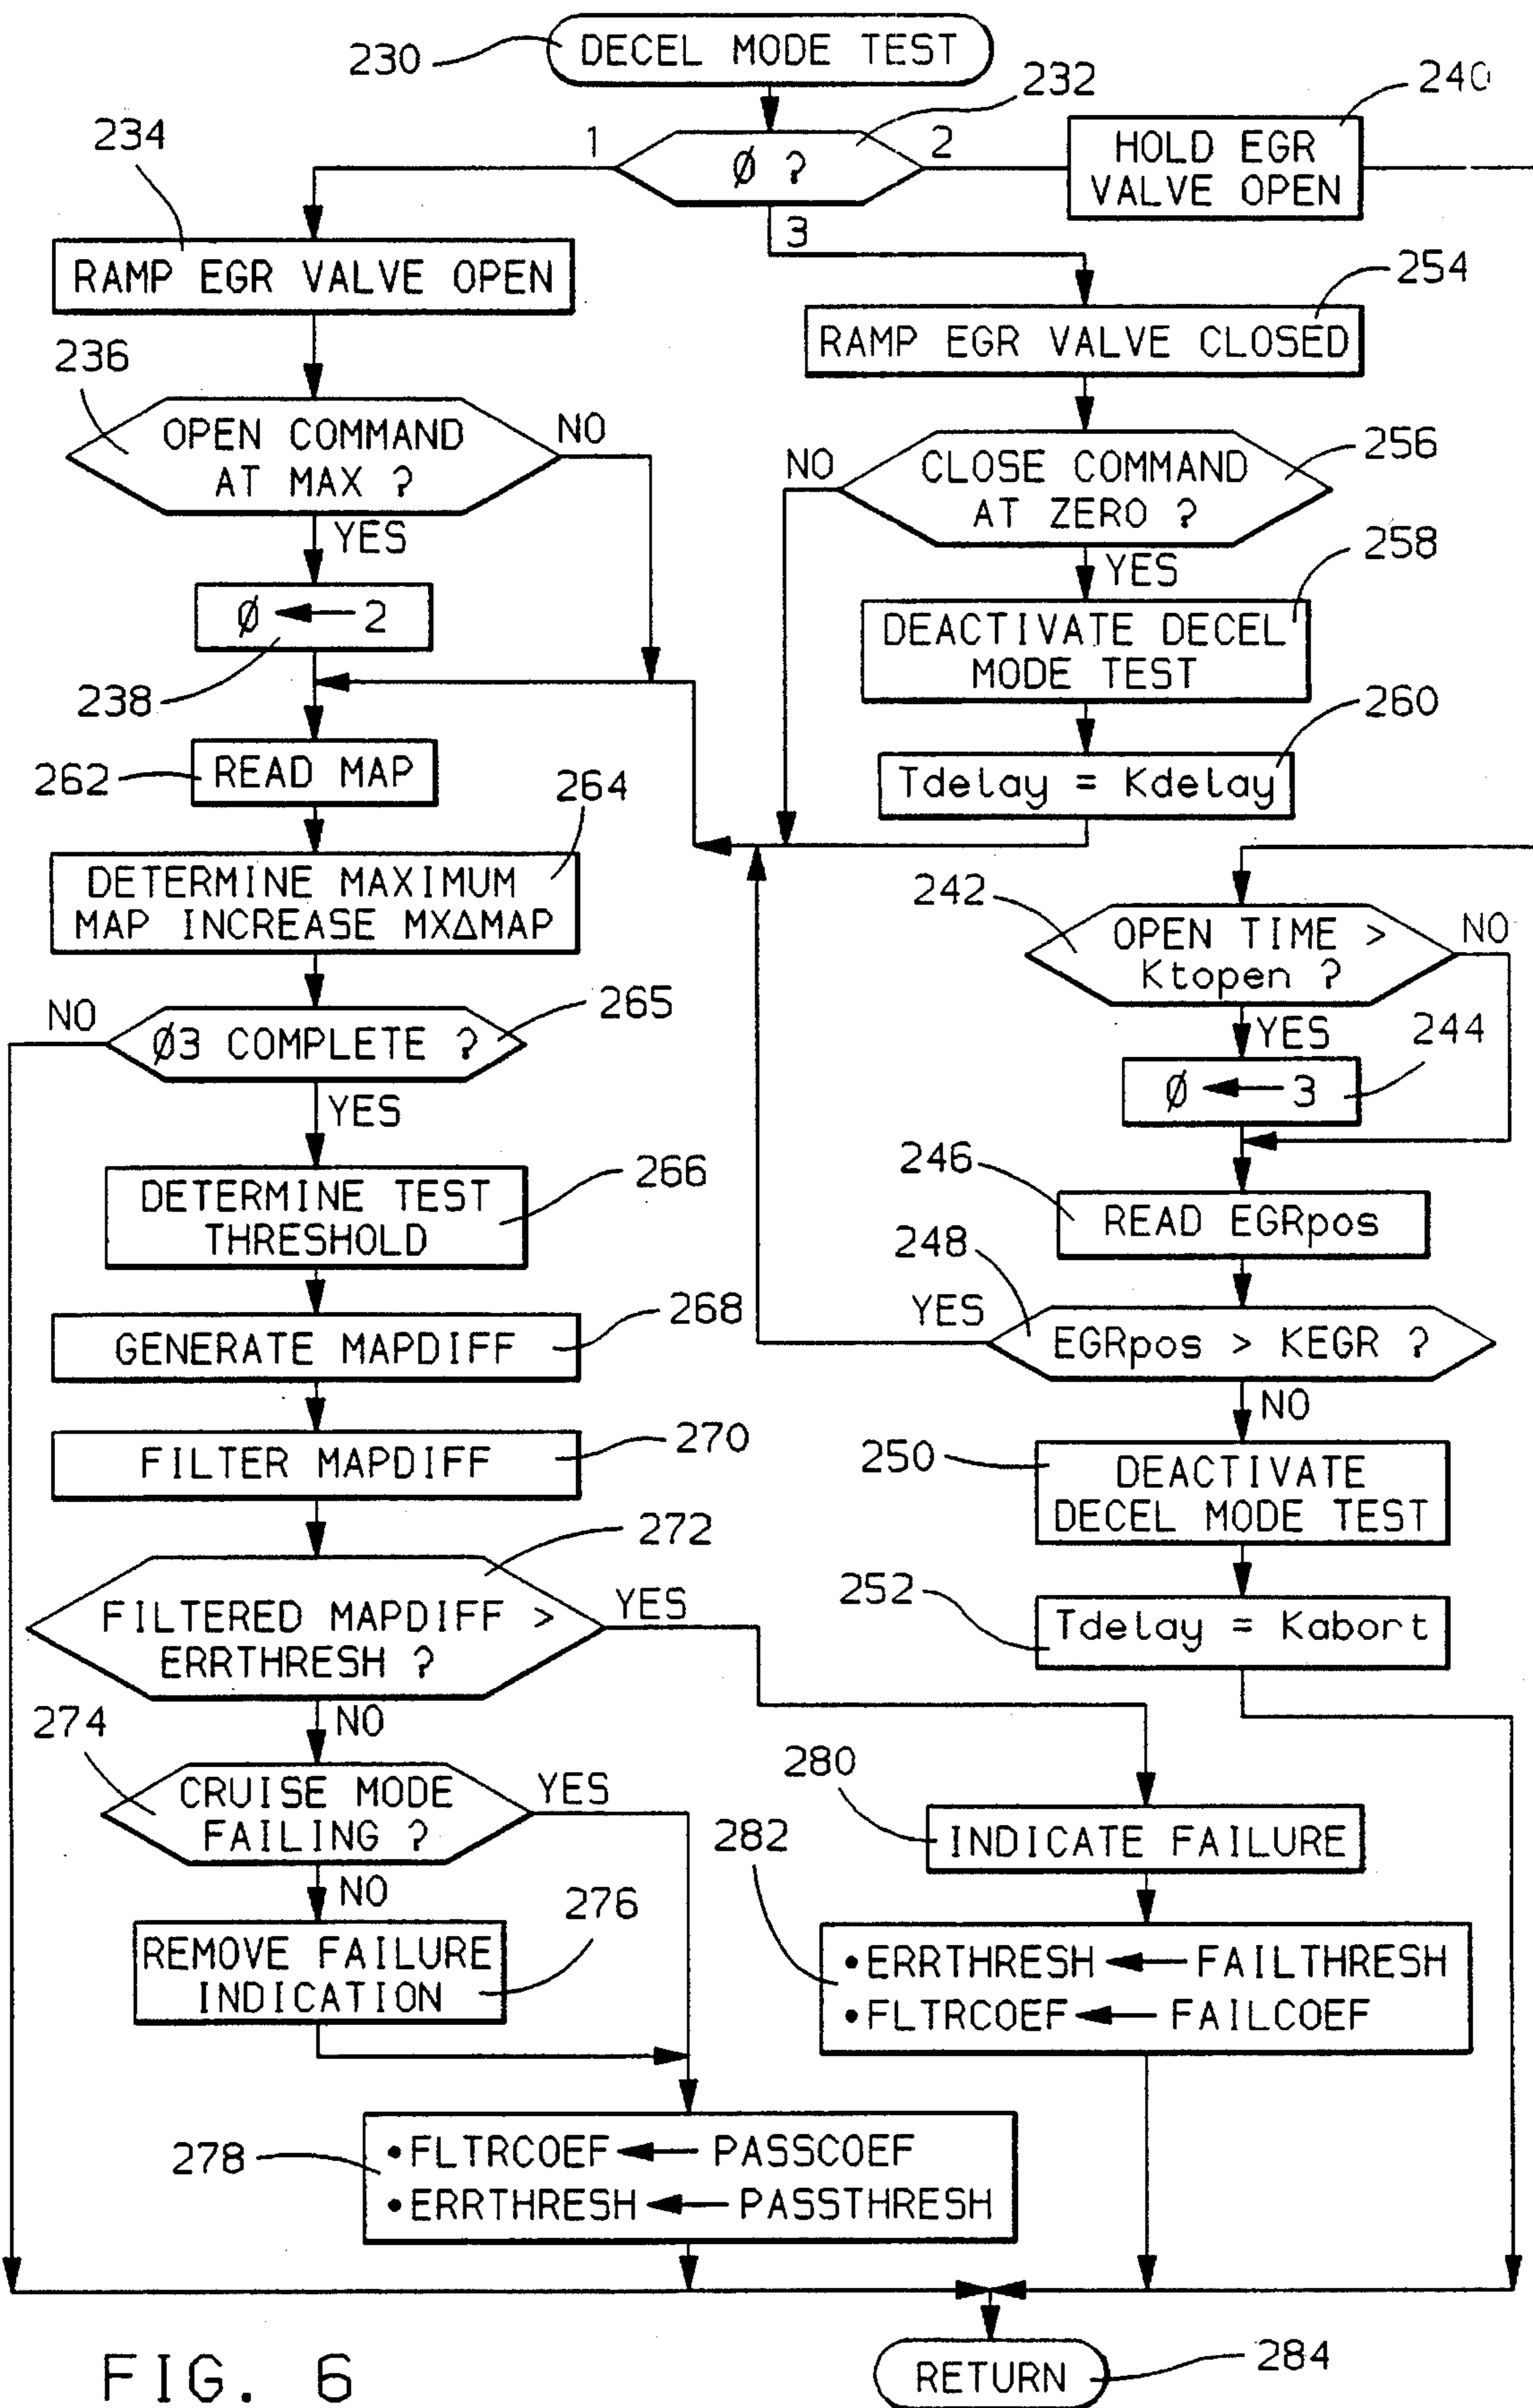 230
DECEL MODE TEST
232
240
234
1
Ø ?
2
HOLD EGR
VALVE OPEN
3
RAMP EGR VALVE OPEN
254
RAMP EGR VALVE CLOSED
236
OPEN COMMAND
AT MAX ?
NO
YES
256
NO
CLOSE COMMAND
AT ZERO ?
YES
258
Ø ← 2
238
DEACTIVATE DECEL
MODE TEST
260
Tdelay = Kdelay
262
READ MAP
264
DETERMINE MAXIMUM
MAP INCREASE MXΔMAP
242
OPEN TIME >
Ktopen ?
NO
YES
244
Ø ← 3
NO
Ø3 COMPLETE ?
265
YES
246
READ EGRpos
266
DETERMINE TEST
THRESHOLD
248
YES
EGRpos > KEGR ?
NO
268
GENERATE MAPDIFF
270
FILTER MAPDIFF
250
DEACTIVATE
DECEL MODE TEST
272
FILTERED MAPDIFF >
ERRTHRESH ?
YES
NO
252
Tdelay = Kabort
274
CRUISE MODE
FAILING ?
YES
NO
280
INDICATE FAILURE
282
276
REMOVE FAILURE
INDICATION
•ERRTHRESH ← FAILTHRESH
•FLTRCOEF ← FAILCOEF
278
•FLTRCOEF ← PASSCOEF
•ERRTHRESH ← PASSTHRESH
RETURN
284
FIG. 6